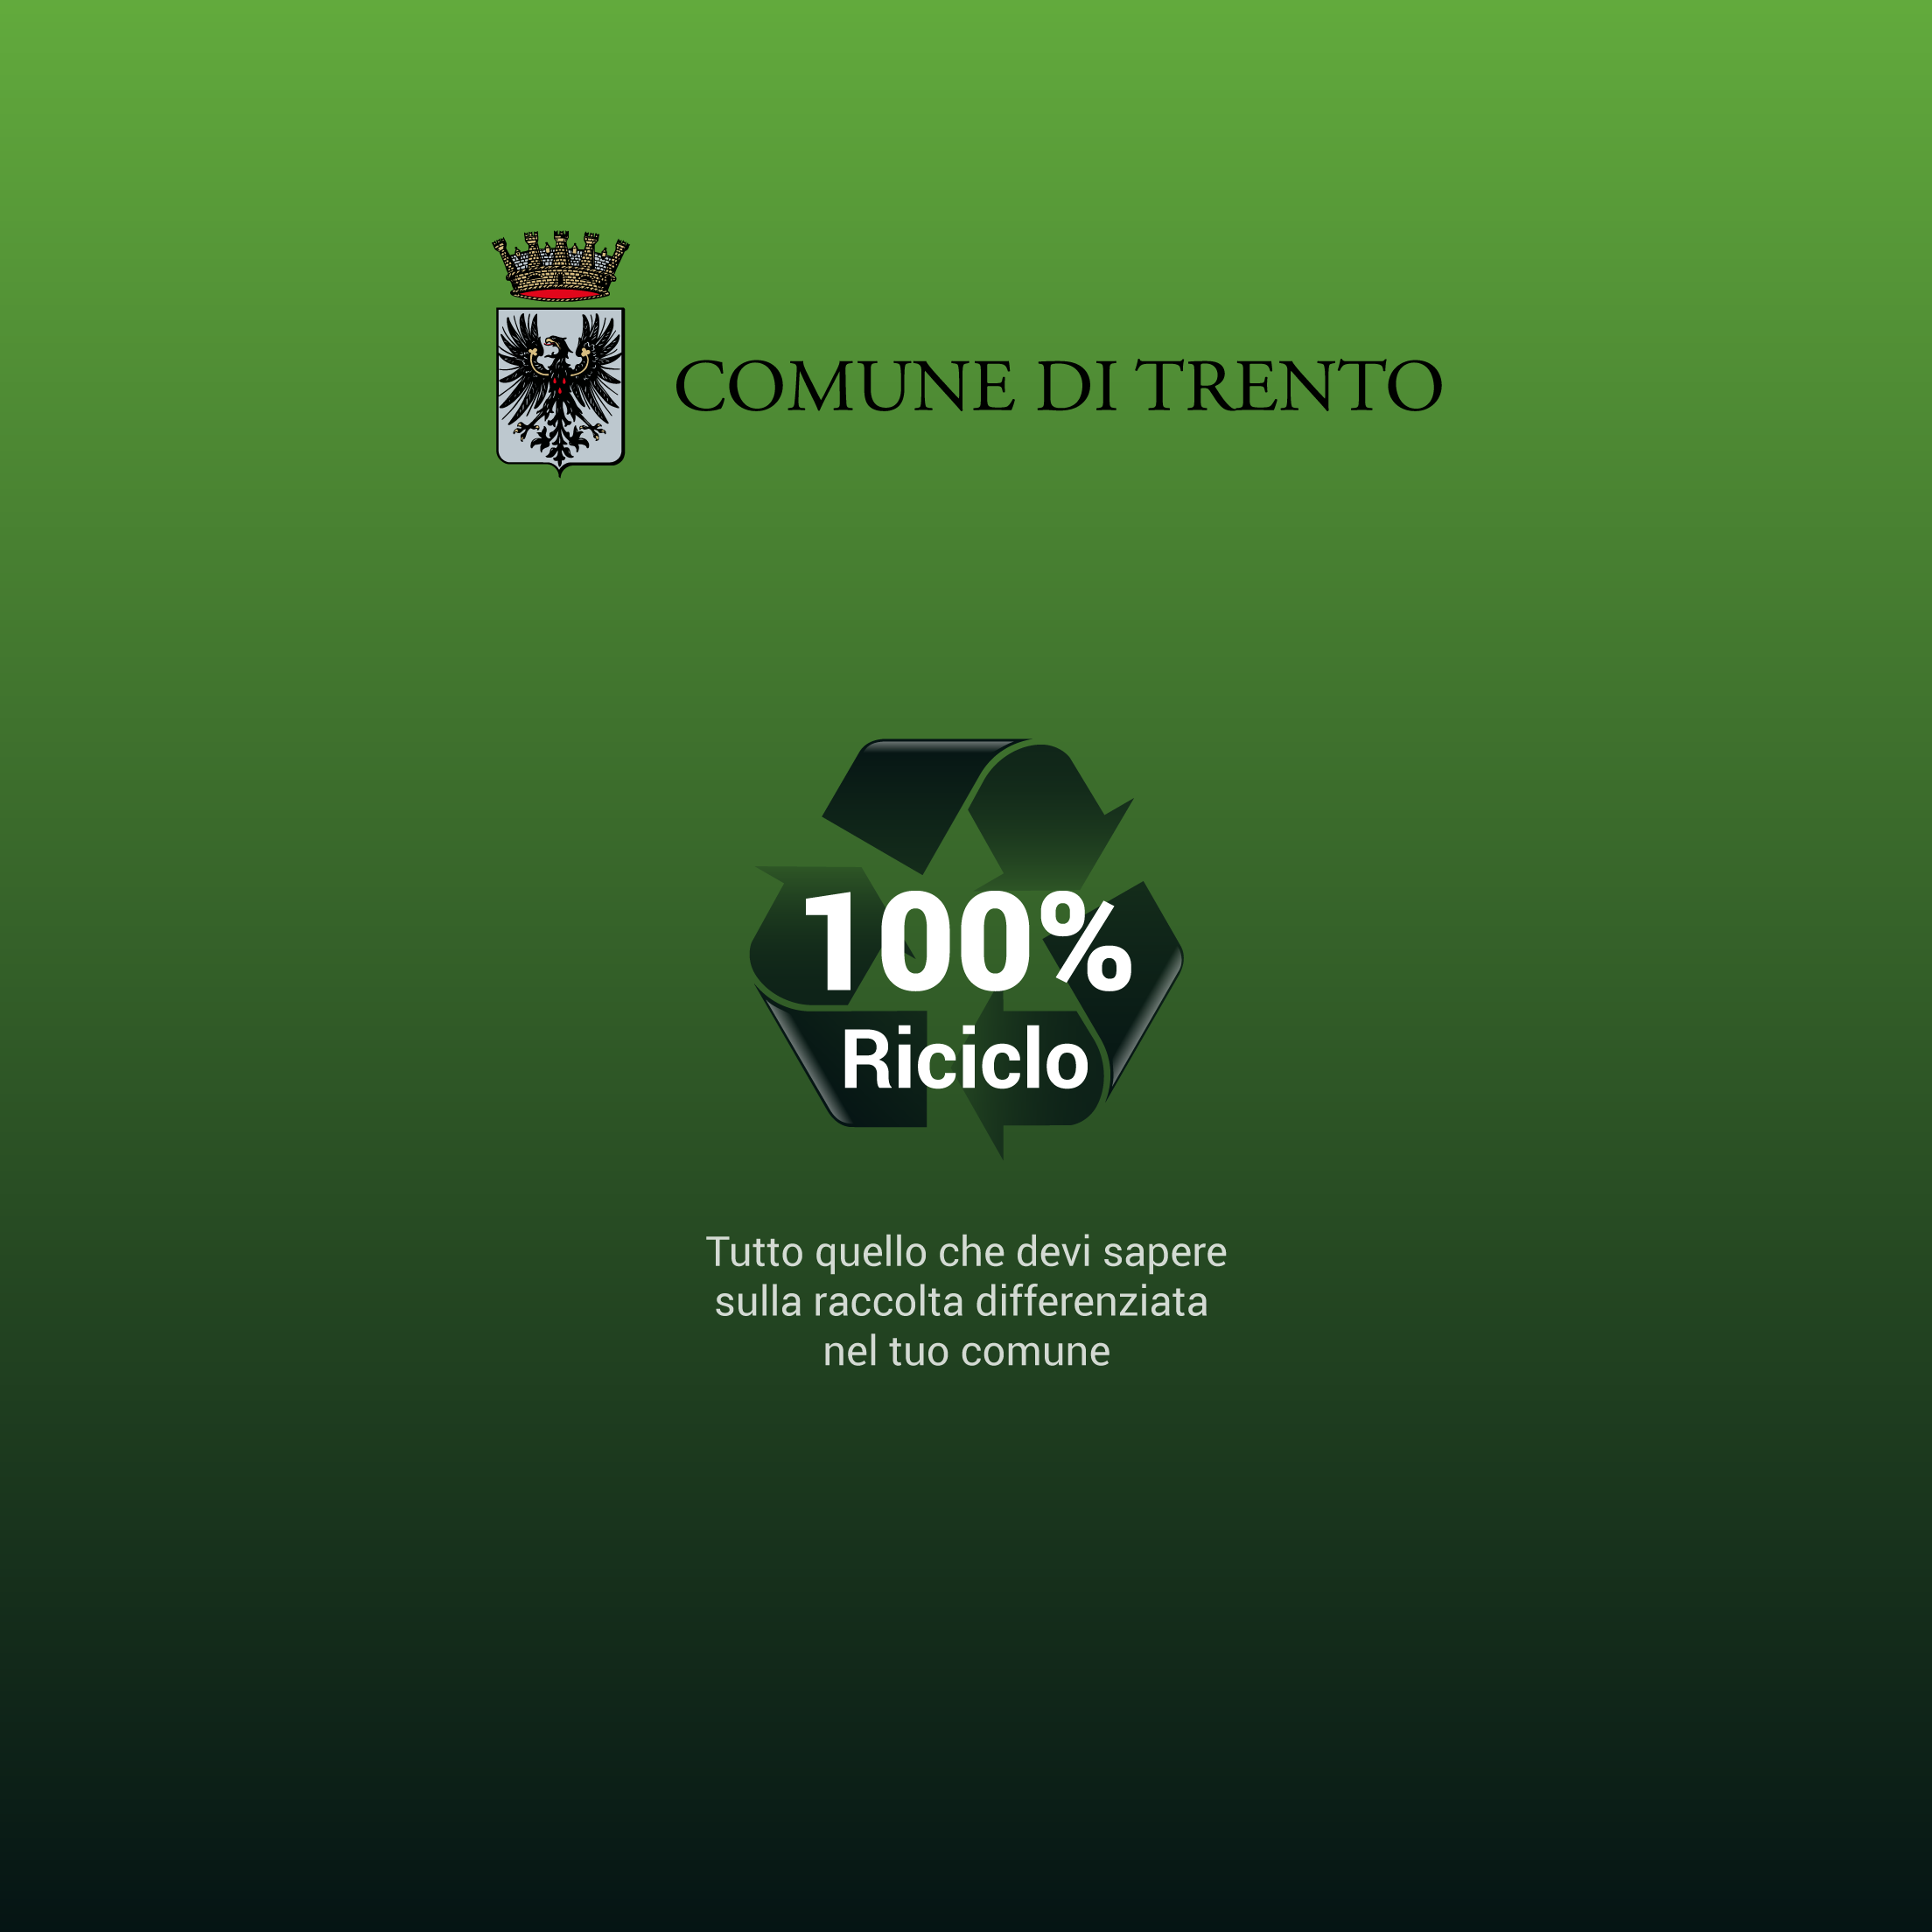 COMUNE DI TRENTO
100%
Riciclo
Tutto quello che devi sapere
sulla raccolta differenziata
nel tuo comune